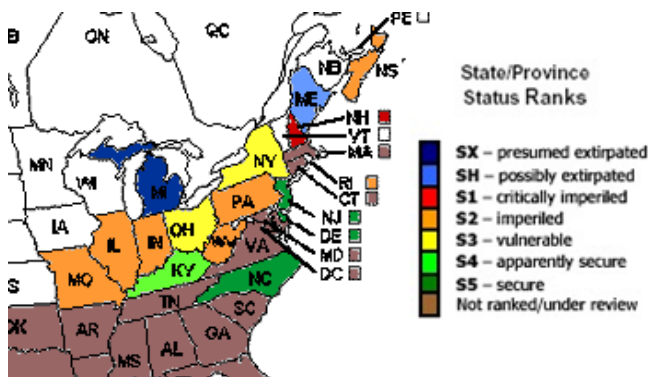 PE
ON
QC
NB
NS
ME
NH
VT
MA
MN
WI
NY
MI
RI
CT
IA
PA
NJ
IL
IN
OH
DE
WV
VA
MD
MO
KY
DC
NC
TN
OK
AR
SC
MS
AL
GA
State/Province
Status Ranks
SX – presumed extirpated
SH – possibly extirpated
S1 – critically imperiled
S2 – imperiled
S3 – vulnerable
S4 – apparently secure
S5 – secure
Not ranked/under review